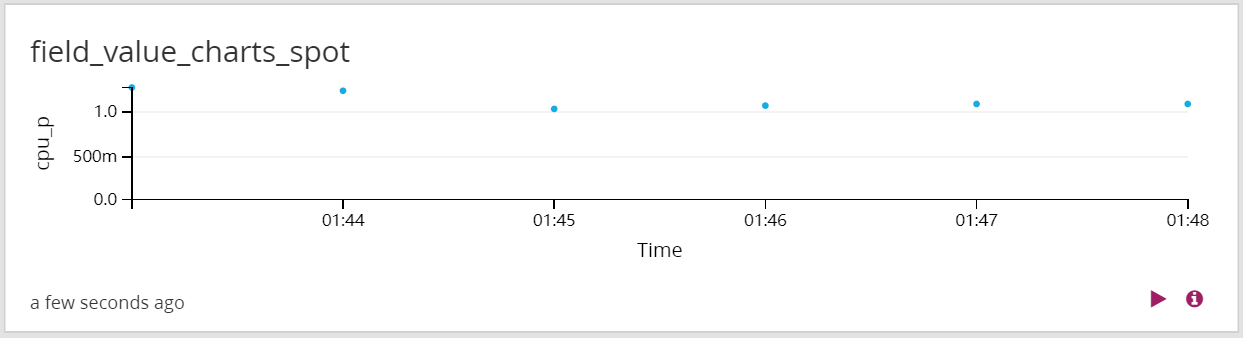 field_value_charts_spot
cpu_p
1.0
500m
0.0
01:44 01:45 01:46 01:47 01:48
Time
a few seconds ago